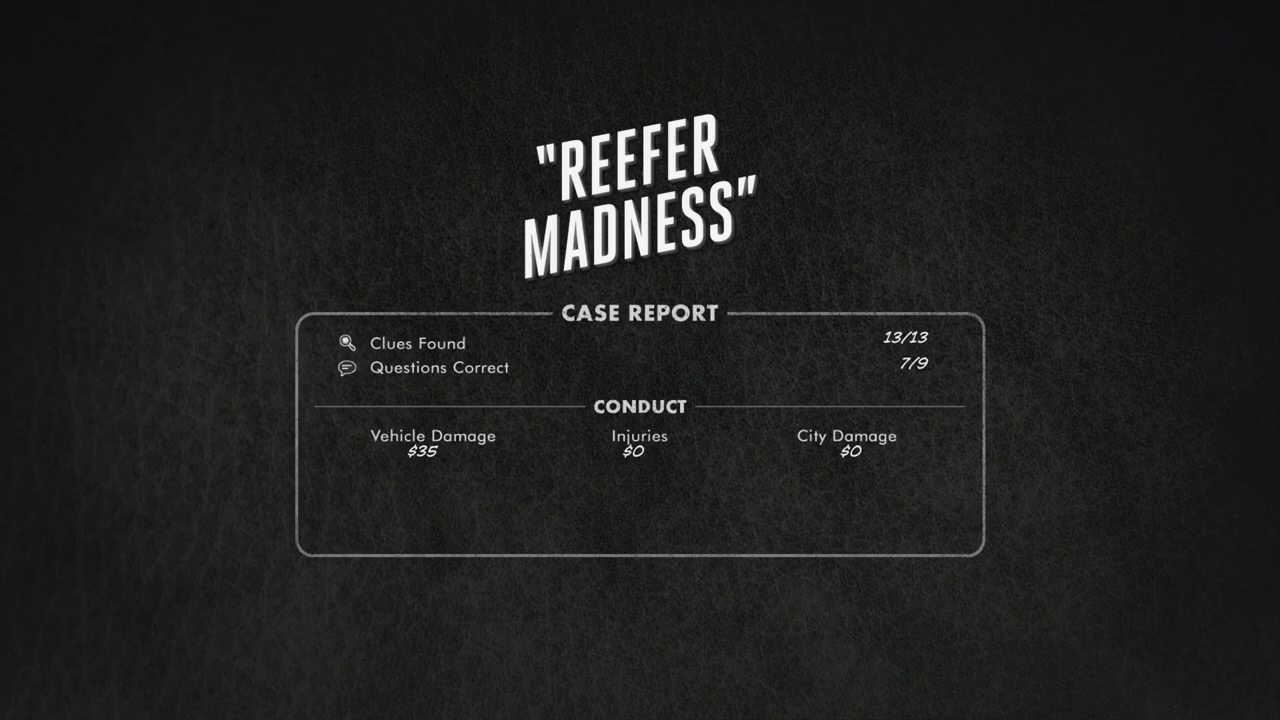 "REEFER
MADNESS"
CASE REPORT
Clues Found 13/13
Questions Correct 7/9
CONDUCT
Vehicle Damage Injuries City Damage
$35 $0 $0